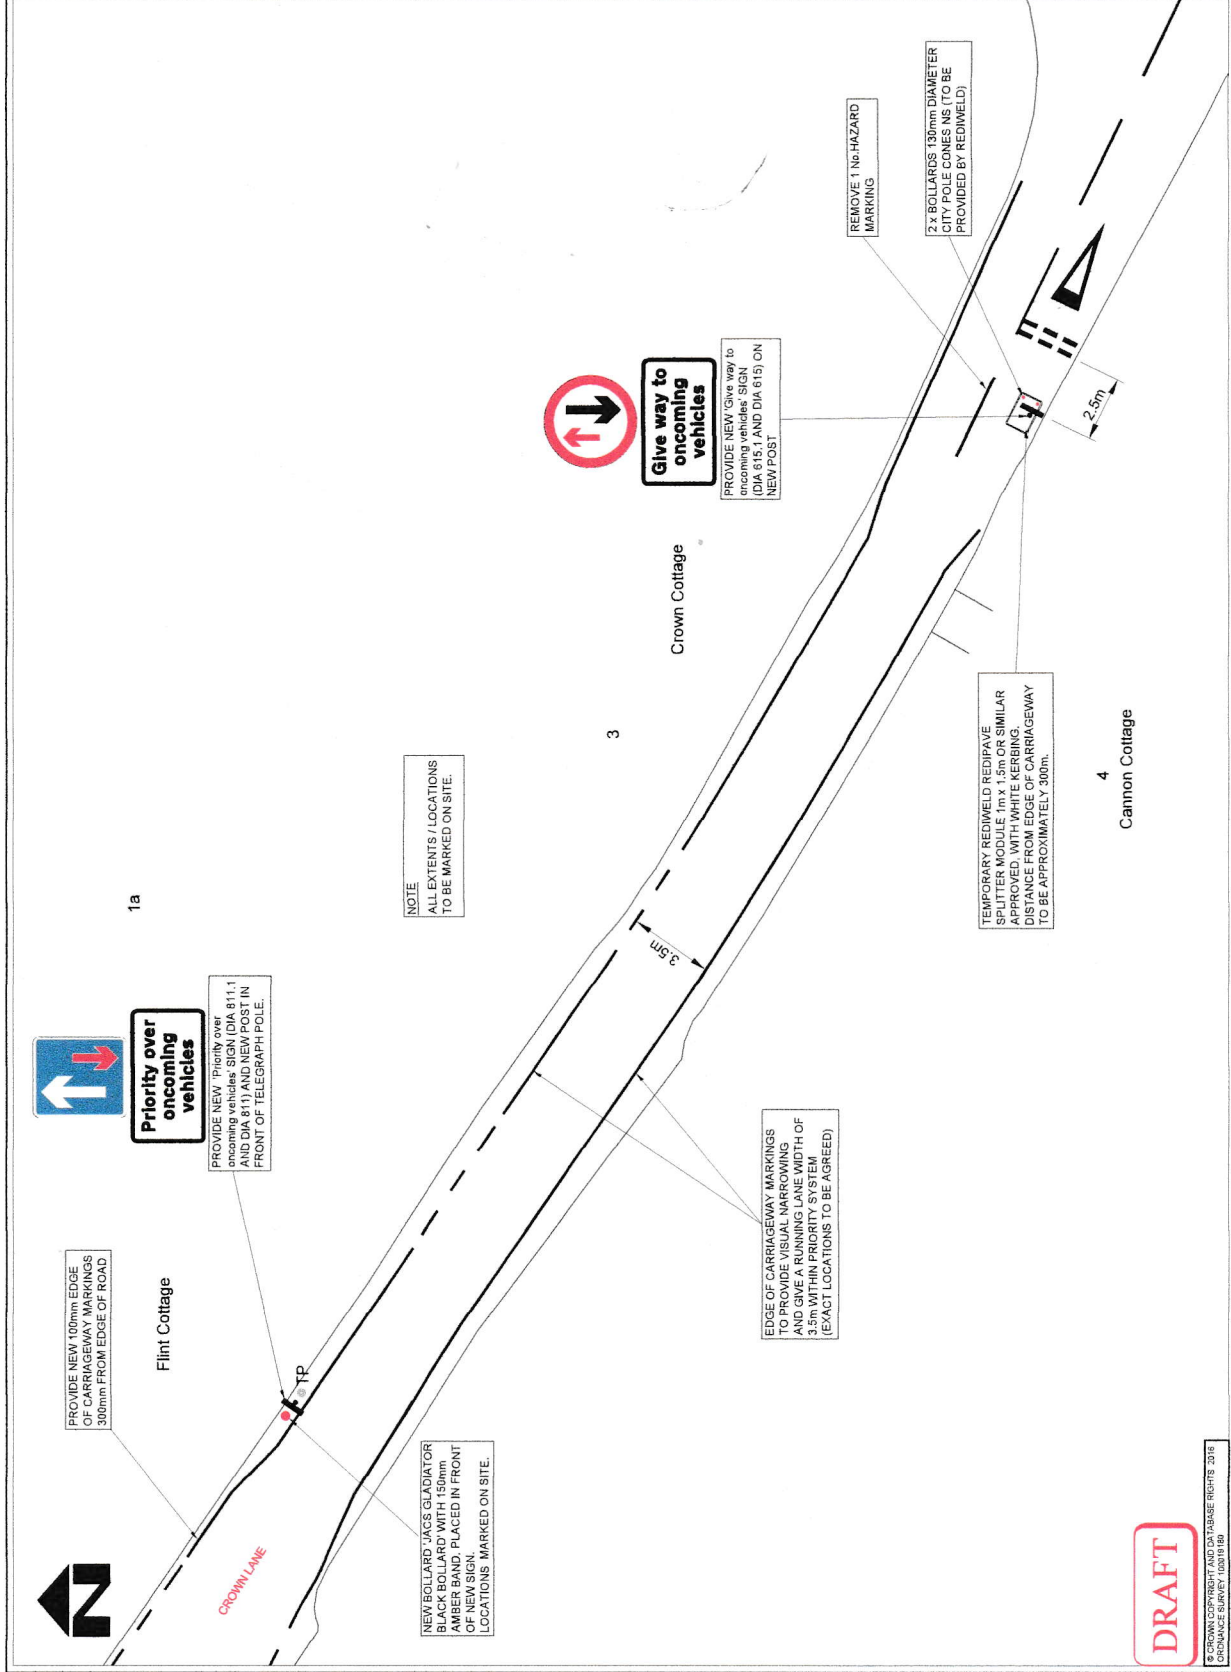 N
CROWN LANE
PROVIDE NEW 100mm EDGE
OF CARRIAGEWAY MARKINGS
300mm FROM EDGE OF ROAD
Flint Cottage
NEW BOLLARD 'JACS GLADIATOR
BLACK BOLLARD' WITH 150mm
AMBER BAND, PLACED IN FRONT
OF NEW SIGN.
LOCATIONS MARKED ON SITE.
TP
Priority over
oncoming
vehicles
PROVIDE NEW 'Priority over
oncoming vehicles' SIGN (DIA 811.1
AND DIA 811) AND NEW POST IN
FRONT OF TELEGRAPH POLE.
1a
NOTE
ALL EXTENTS / LOCATIONS
TO BE MARKED ON SITE.
EDGE OF CARRIAGEWAY MARKINGS
TO PROVIDE VISUAL NARROWING
AND GIVE A RUNNING LANE WIDTH OF
3.5m WITHIN PRIORITY SYSTEM
(EXACT LOCATIONS TO BE AGREED)
3.5m
3
Crown Cottage
Give way to
oncoming
vehicles
PROVIDE NEW 'Give way to
oncoming vehicles' SIGN
(DIA 615.1 AND DIA 615) ON
NEW POST
REMOVE 1 No.HAZARD
MARKING
2 x BOLLARDS 130mm DIAMETER
CITY POLE CONES NS (TO BE
PROVIDED BY REDIWELD)
2.5m
TEMPORARY REDIWELD REDIPAVE
SPLITTER MODULE 1m x 1.5m OR SIMILAR
APPROVED, WITH WHITE KERBING.
DISTANCE FROM EDGE OF CARRIAGEWAY
TO BE APPROXIMATELY 300m.
4
Cannon Cottage
DRAFT
© CROWN COPYRIGHT AND DATABASE RIGHTS 2016
ORDNANCE SURVEY 100019180